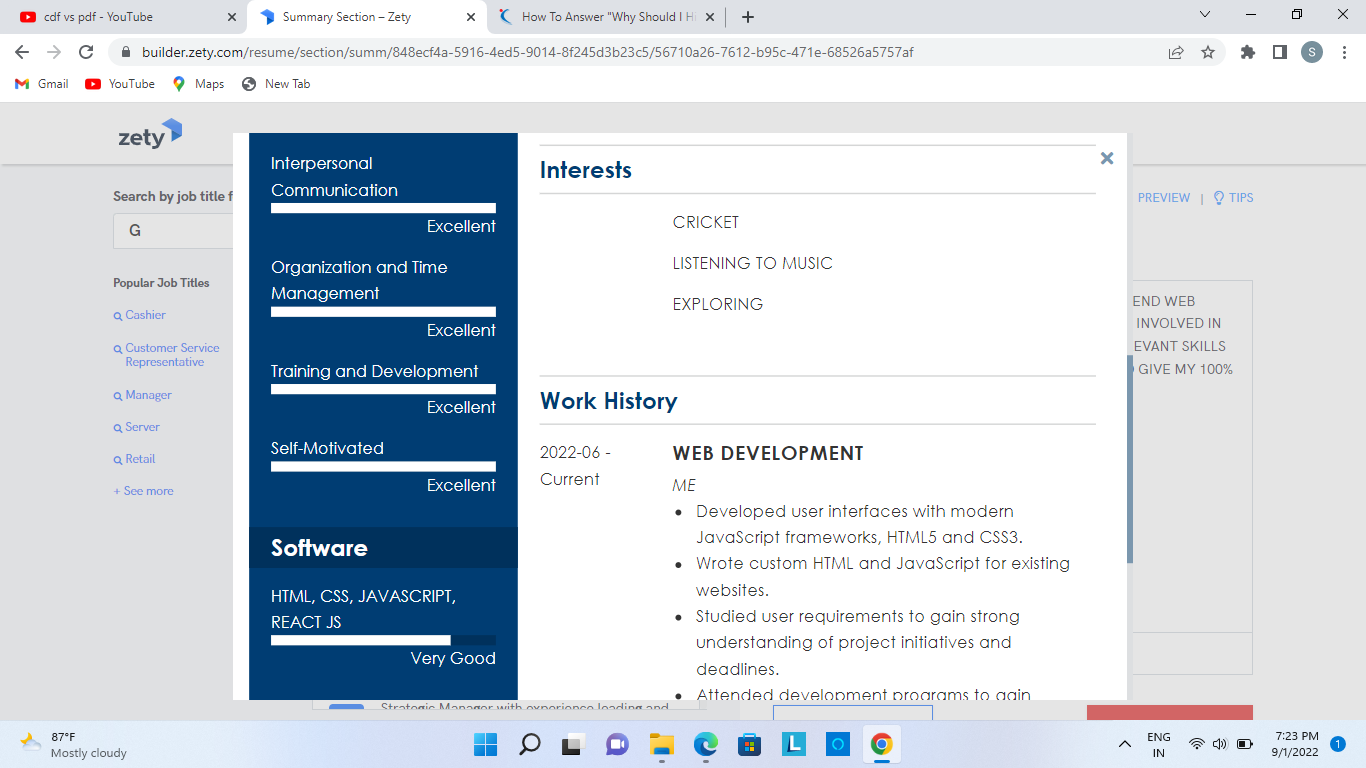 cdf vs pdf - YouTube
Summary Section – Zety
How To Answer "Why Should I Hi
builder.zety.com/resume/section/summ/848ecf4a-5916-4ed5-9014-8f245d3b23c5/56710a26-7612-b95c-471e-68526a5757af
S
Gmail
YouTube
Maps
New Tab
zety
Search by job title f
G
Popular Job Titles
Cashier
Customer Service
Representative
Manager
Server
Retail
+ See more
Interpersonal
Communication
Excellent
Organization and Time
Management
Excellent
Training and Development
Excellent
Self-Motivated
Excellent
Software
HTML, CSS, JAVASCRIPT,
REACT JS
Very Good
Interests
CRICKET
LISTENING TO MUSIC
EXPLORING
Work History
2022-06 -
Current
WEB DEVELOPMENT
ME
• Developed user interfaces with modern
JavaScript frameworks, HTML5 and CSS3.
• Wrote custom HTML and JavaScript for existing
websites.
• Studied user requirements to gain strong
understanding of project initiatives and
deadlines.
• Attended development programs to gain
PREVIEW | TIPS
END WEB
INVOLVED IN
EVANT SKILLS
GIVE MY 100%
Strategic Manager with experience leading and
87°F
Mostly cloudy
L
O
ENG
IN
7:23 PM
9/1/2022
1